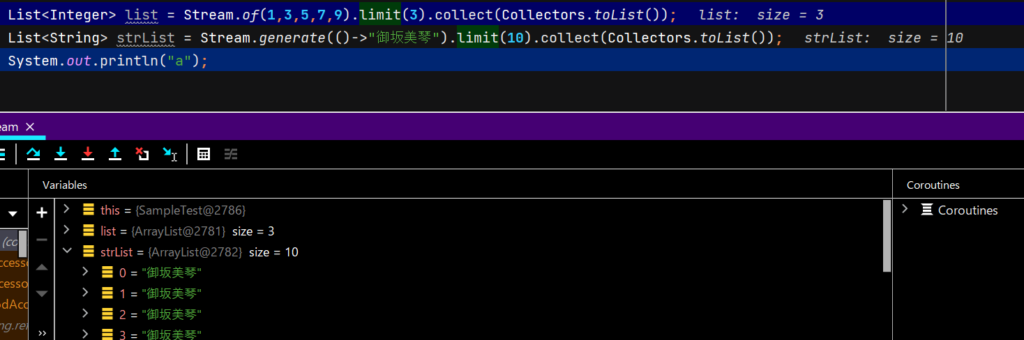 List<Integer> list = Stream.of(1,3,5,7,9).limit(3).collect(Collectors.toList());   list:  size = 3
List<String> strList = Stream.generate(()->"御坂美琴").limit(10).collect(Collectors.toList());   strList:  size = 10
System.out.println("a");
eam
Variables
Coroutines
this = {SampleTest@2786}
Coroutines
list = {ArrayList@2781} size = 3
{co
strList = {ArrayList@2782} size = 10
ccesso
0 = "御坂美琴"
cesso
1 = "御坂美琴"
odAcc
2 = "御坂美琴"
ng.re
3 = "御坂美琴"